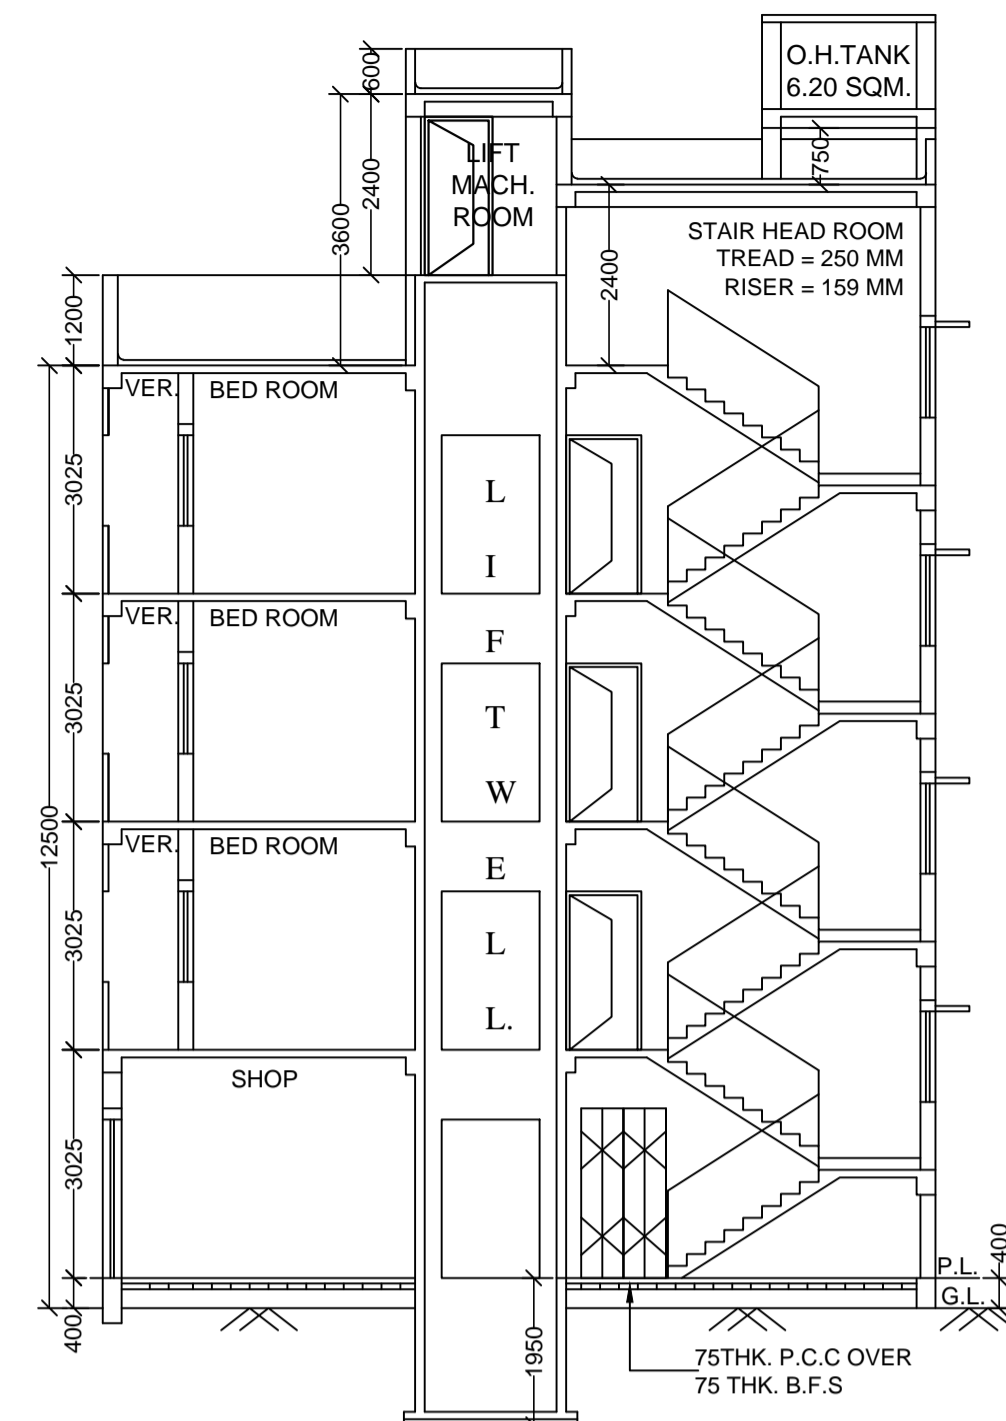 O.H.TANK
6.20 SQM.
600
LIFT
MACH.
ROOM
750
2400
3600
STAIR HEAD ROOM
TREAD = 250 MM
RISER = 159 MM
2400
1200
VER.
BED ROOM
3025
L
I
F
T
W
E
L
L.
VER.
BED ROOM
3025
12500
VER.
BED ROOM
3025
SHOP
3025
P.L.
400
G.L.
400
1950
75THK. P.C.C OVER
75 THK. B.F.S